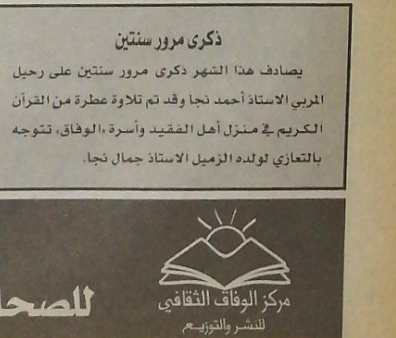 ذكرى مرور سنتين
يصادف هذا الشهر ذكرى مرور سنتين على رحيل
المربي الاستاذ أحمد نجا وقد تم تلاوة عطرة من القرآن
الكريم في منزل أهل الفقيد وأسرة «الوفاق» تتوجه
بالتعازي لولده الزميل الاستاذ جمال نجا.
مركز الوفاق الثقافي
للنشر والتوزيع
للصحا